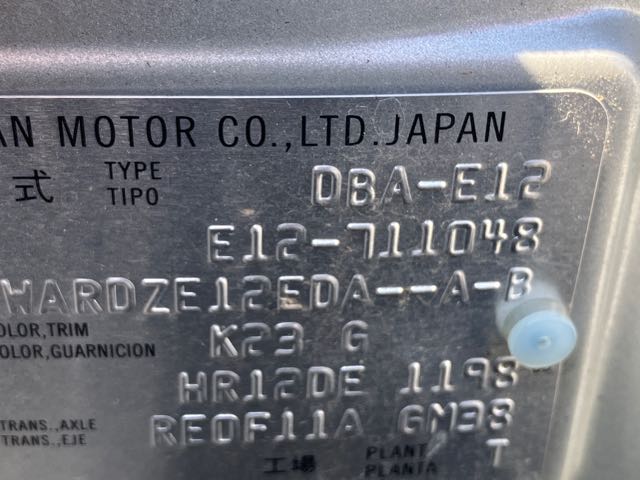 AN MOTOR CO.,LTD.JAPAN
式 TYPE TIPO DBA-E12
E12-711048
WARDZE12EDA--A-B
OLOR,TRIM
OLOR,GUARNICION K23 G
HR12DE 1198
TRANS.,AXLE
TRANS.,EJE RE0F11A GM38
工場 PLANT PLANTA T